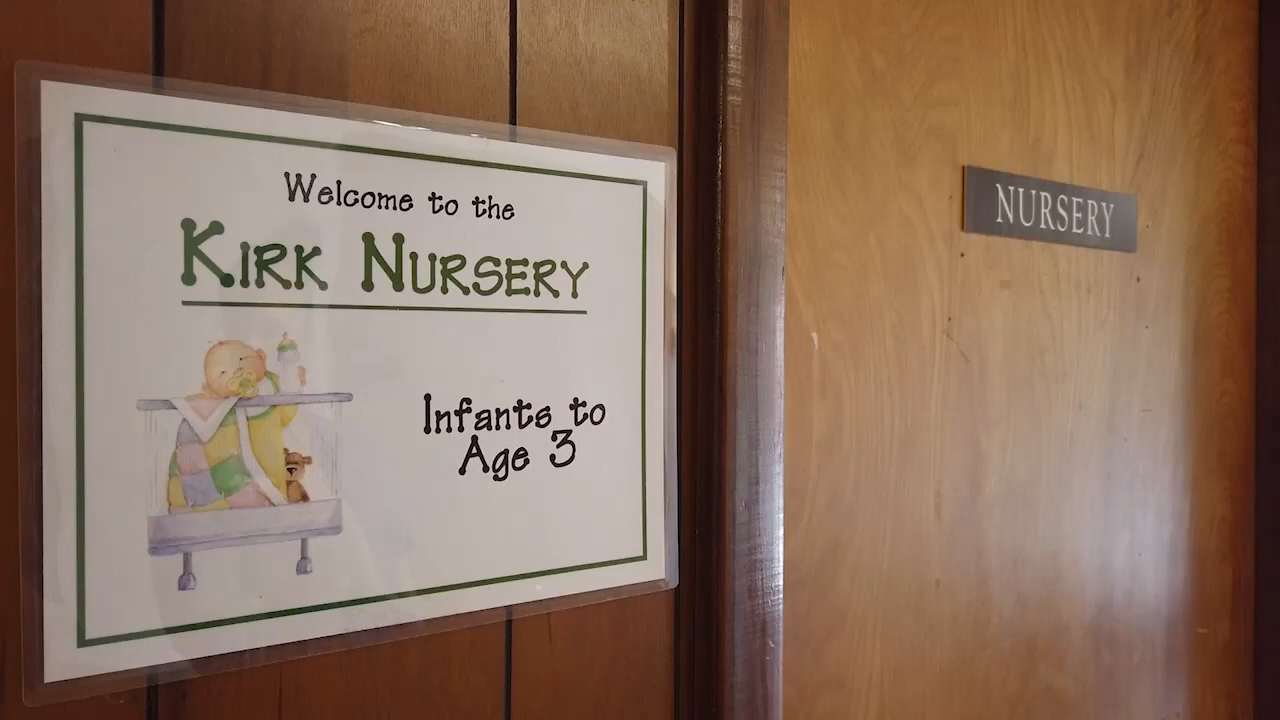 Welcome to the
KIRK NURSERY
Infants to
Age 3
NURSERY